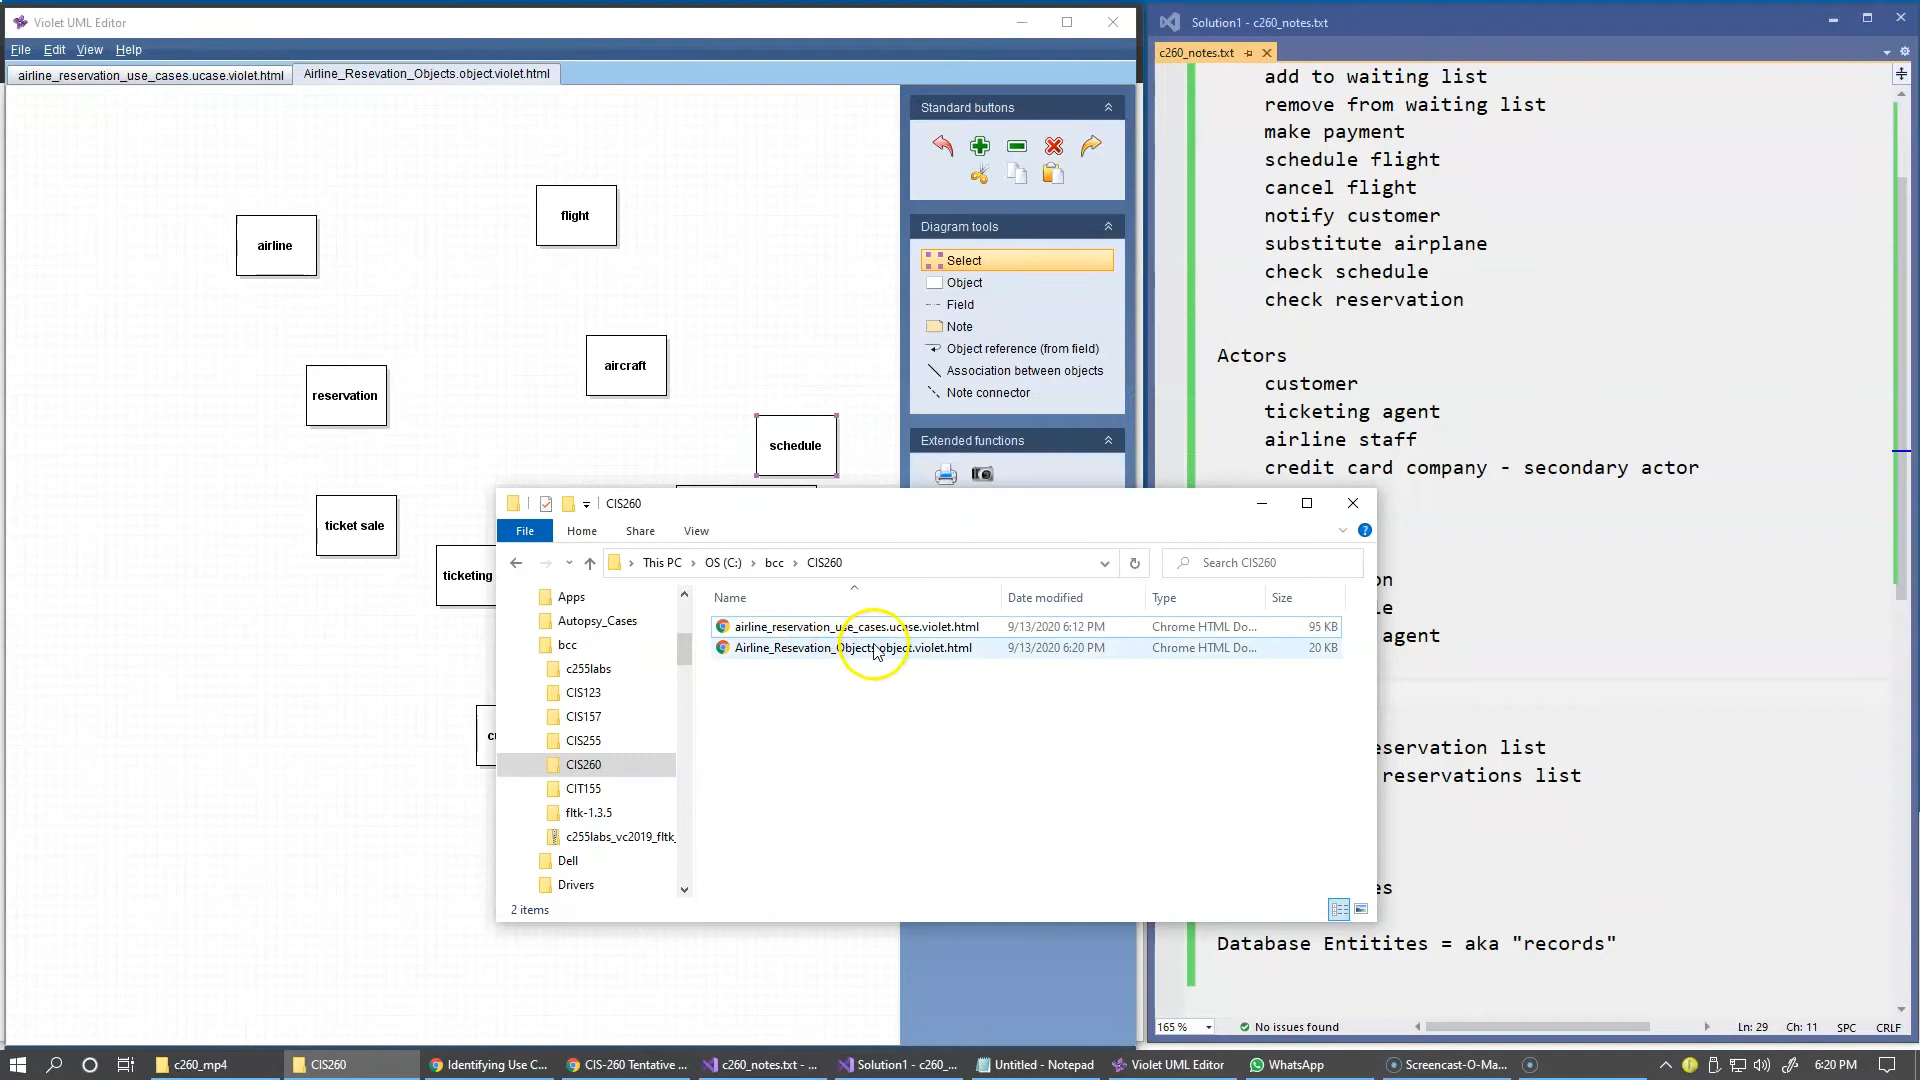 Violet UML Editor
File Edit View Help
airline_reservation_use_cases.ucase.violet.html
Airline_Resevation_Objects.object.violet.html
airline
flight
reservation
aircraft
schedule
ticket sale
ticketing
Standard buttons
Diagram tools
Select
Object
Field
Note
Object reference (from field)
Association between objects
Note connector
Extended functions
Solution1 - c260_notes.txt
c260_notes.txt
add to waiting list
remove from waiting list
make payment
schedule flight
cancel flight
notify customer
substitute airplane
check schedule
check reservation
Actors
customer
ticketing agent
airline staff
credit card company - secondary actor
agent
reservations list
Database Entitites = aka "records"
165 %
No issues found
Ln: 29 Ch: 11 SPC CRLF
CIS260
File Home Share View
This PC OS (C:) bcc CIS260
Search CIS260
Apps
Autopsy_Cases
bcc
c255labs
CIS123
CIS157
CIS255
CIS260
CIT155
fltk-1.3.5
c255labs_vc2019_fltk_
Dell
Drivers
Name Date modified Type Size
airline_reservation_use_cases.ucase.violet.html 9/13/2020 6:12 PM Chrome HTML Do... 95 KB
Airline_Resevation_Objects.object.violet.html 9/13/2020 6:20 PM Chrome HTML Do... 20 KB
2 items
c260_mp4
CIS260
Identifying Use C...
CIS-260 Tentative ...
c260_notes.txt - ...
Solution1 - c260_...
Untitled - Notepad
Violet UML Editor
WhatsApp
Screencast-O-Ma...
6:20 PM